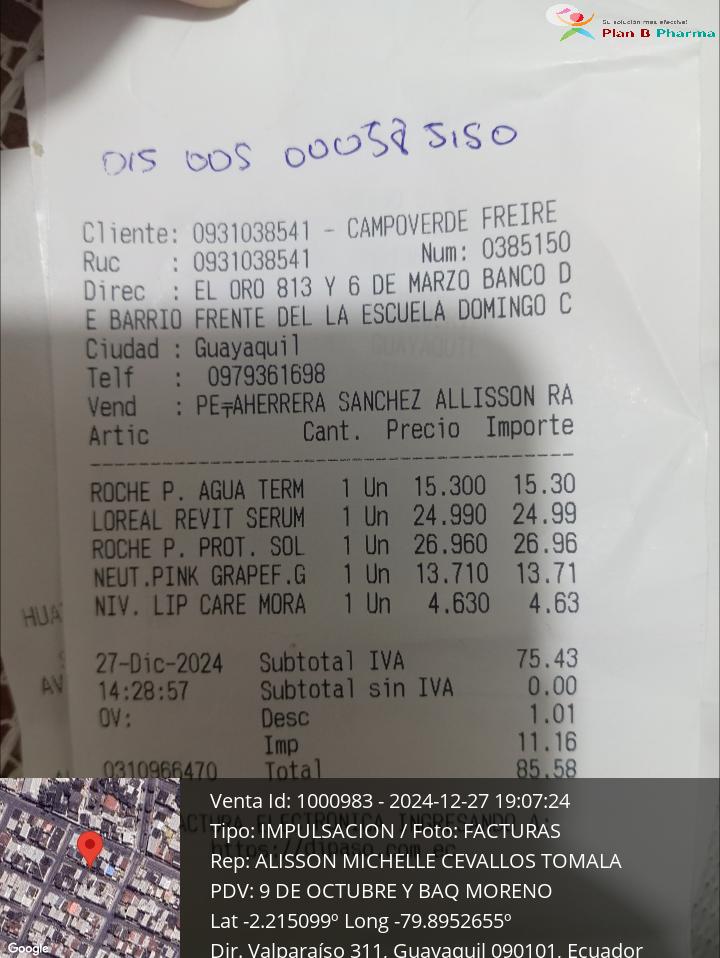 Su solución más efectiva!
Plan B Pharma
015 005 000385150
Cliente: 0931038541 - CAMPOVERDE FREIRE
Ruc : 0931038541 Num: 0385150
Direc : EL ORO 813 Y 6 DE MARZO BANCO D
E BARRIO FRENTE DEL LA ESCUELA DOMINGO C
Ciudad : Guayaquil
Telf : 0979361698
Vend : PE╤AHERRERA SANCHEZ ALLISSON RA
Artic Cant. Precio Importe
ROCHE P. AGUA TERM 1 Un 15.300 15.30
LOREAL REVIT SERUM 1 Un 24.990 24.99
ROCHE P. PROT. SOL 1 Un 26.960 26.96
NEUT.PINK GRAPEF.G 1 Un 13.710 13.71
NIV. LIP CARE MORA 1 Un 4.630 4.63
27-Dic-2024 Subtotal IVA 75.43
14:28:57 Subtotal sin IVA 0.00
OV: Desc 1.01
Imp 11.16
0310966470 Total 85.58
Venta Id: 1000983 - 2024-12-27 19:07:24
Tipo: IMPULSACION / Foto: FACTURAS
Rep: ALISSON MICHELLE CEVALLOS TOMALA
PDV: 9 DE OCTUBRE Y BAQ MORENO
Lat -2.215099º Long -79.8952655º
Dir. Valparaíso 311, Guayaquil 090101, Ecuador
Google